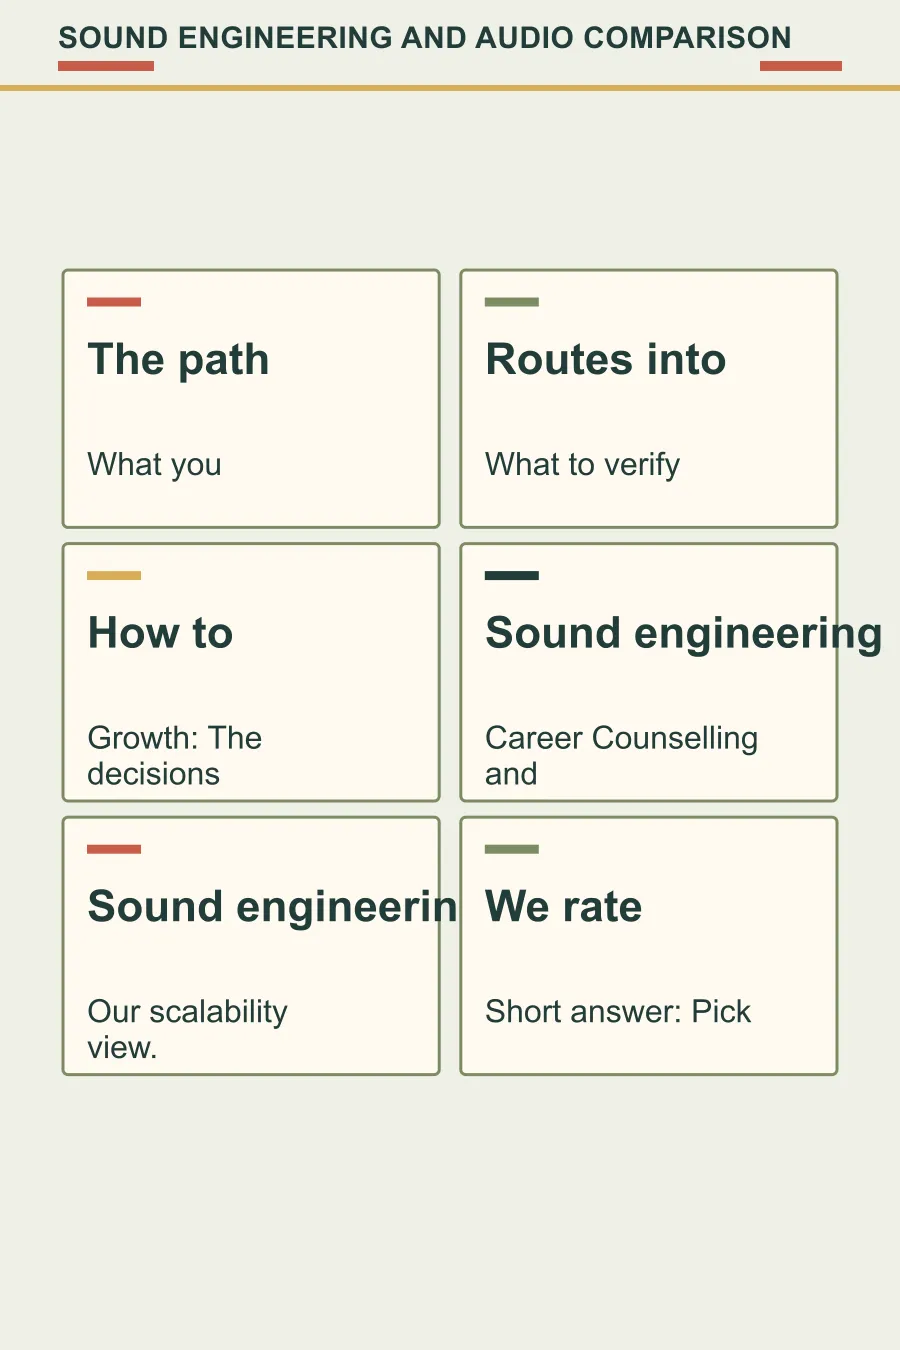 SOUND ENGINEERING AND AUDIO COMPARISON
The path
What you
Routes into
What to verify
How to
Growth: The
decisions
Sound engineering
Career Counselling
and
Sound engineerin
Our scalability
view.
We rate
Short answer: Pick